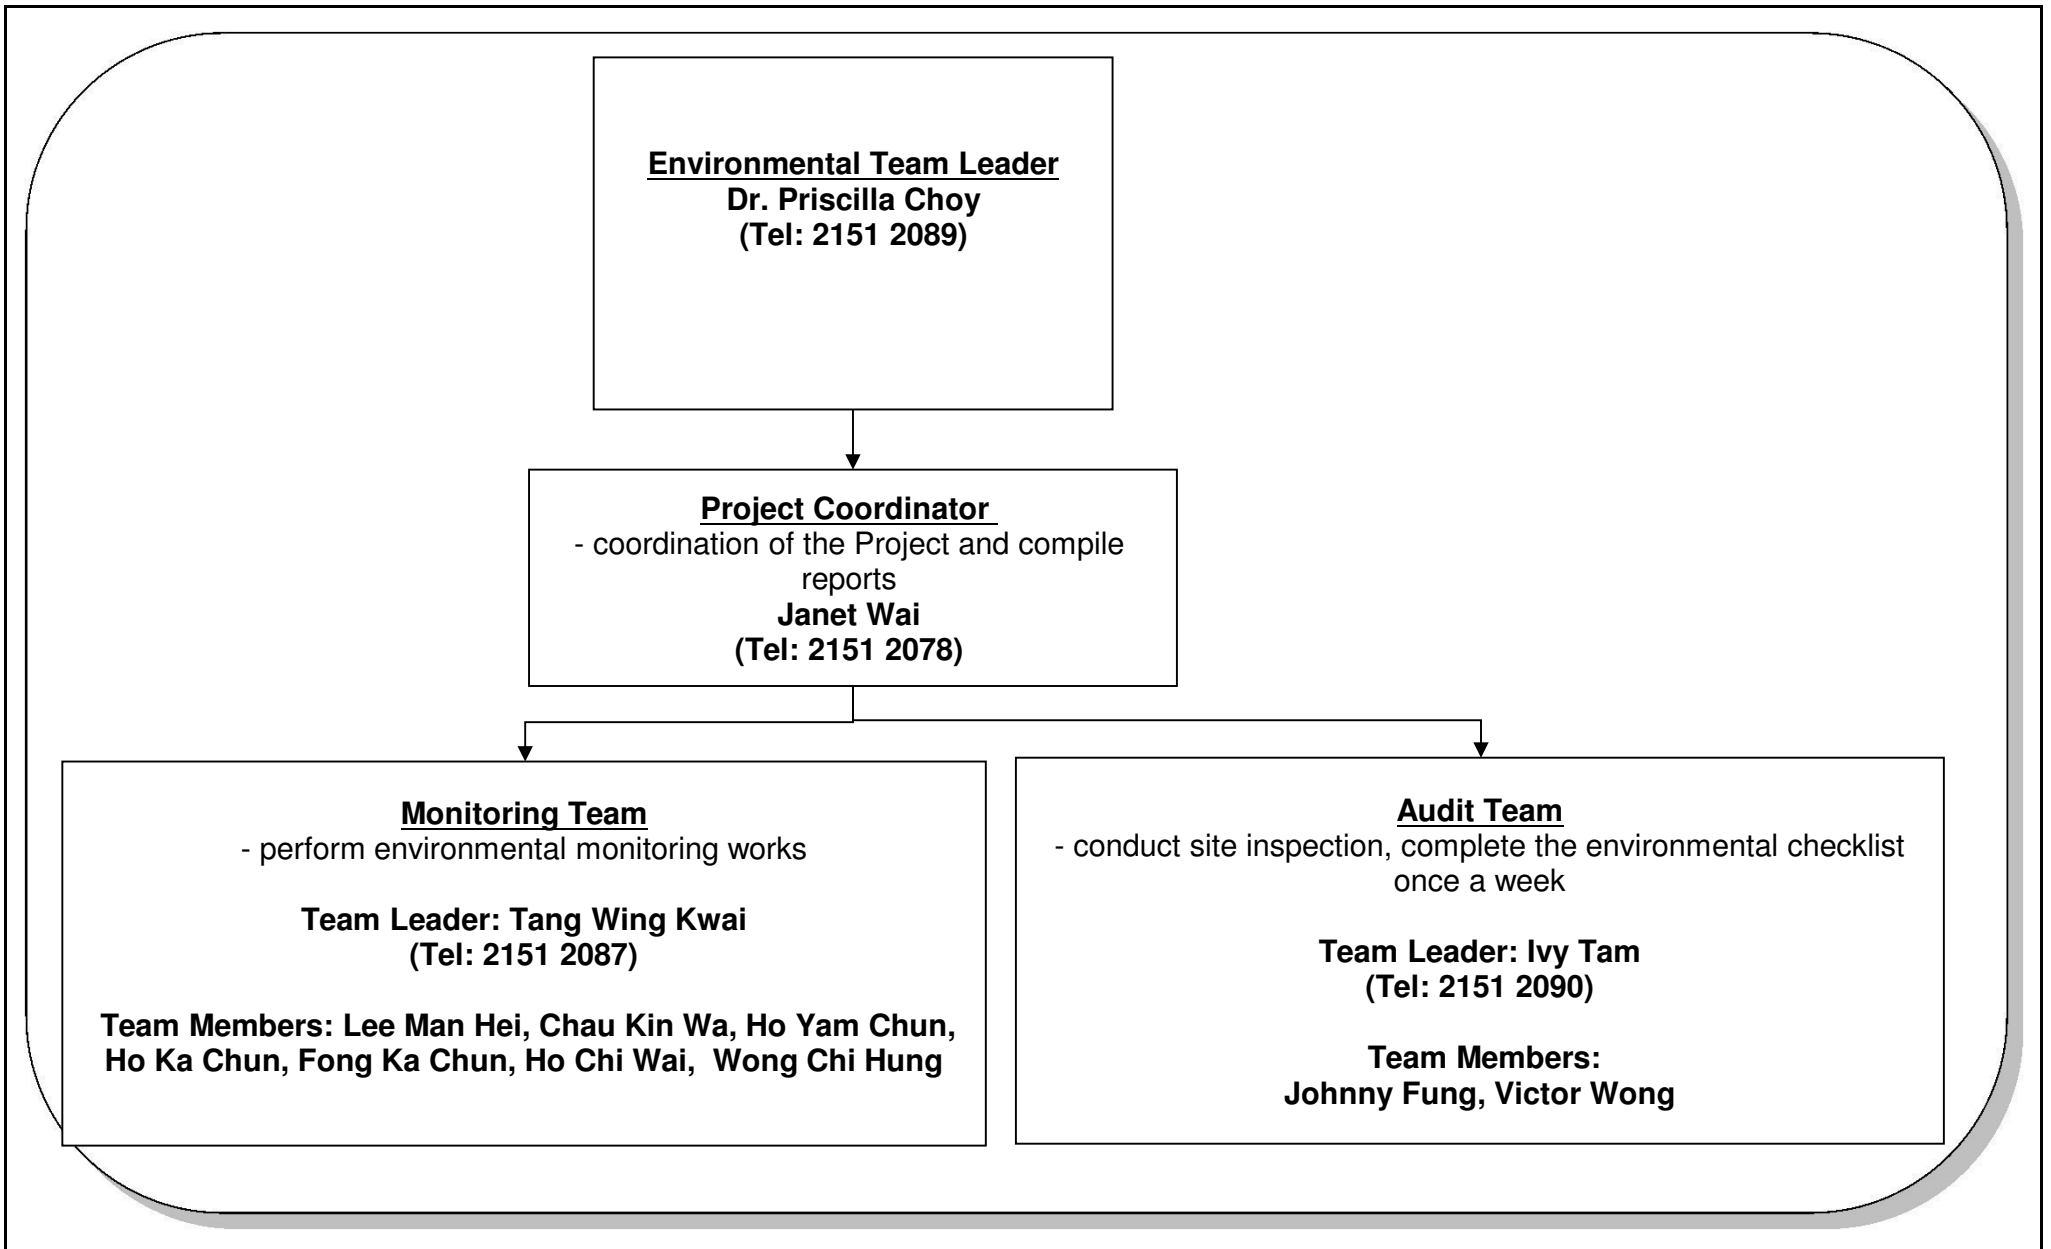 Environmental Team Leader
Dr. Priscilla Choy
(Tel: 2151 2089)
Project Coordinator
- coordination of the Project and compile
reports
Janet Wai
(Tel: 2151 2078)
Monitoring Team
- perform environmental monitoring works
Team Leader: Tang Wing Kwai
(Tel: 2151 2087)
Team Members: Lee Man Hei, Chau Kin Wa, Ho Yam Chun,
Ho Ka Chun, Fong Ka Chun, Ho Chi Wai,  Wong Chi Hung
Audit Team
- conduct site inspection, complete the environmental checklist
once a week
Team Leader: Ivy Tam
(Tel: 2151 2090)
Team Members:
Johnny Fung, Victor Wong